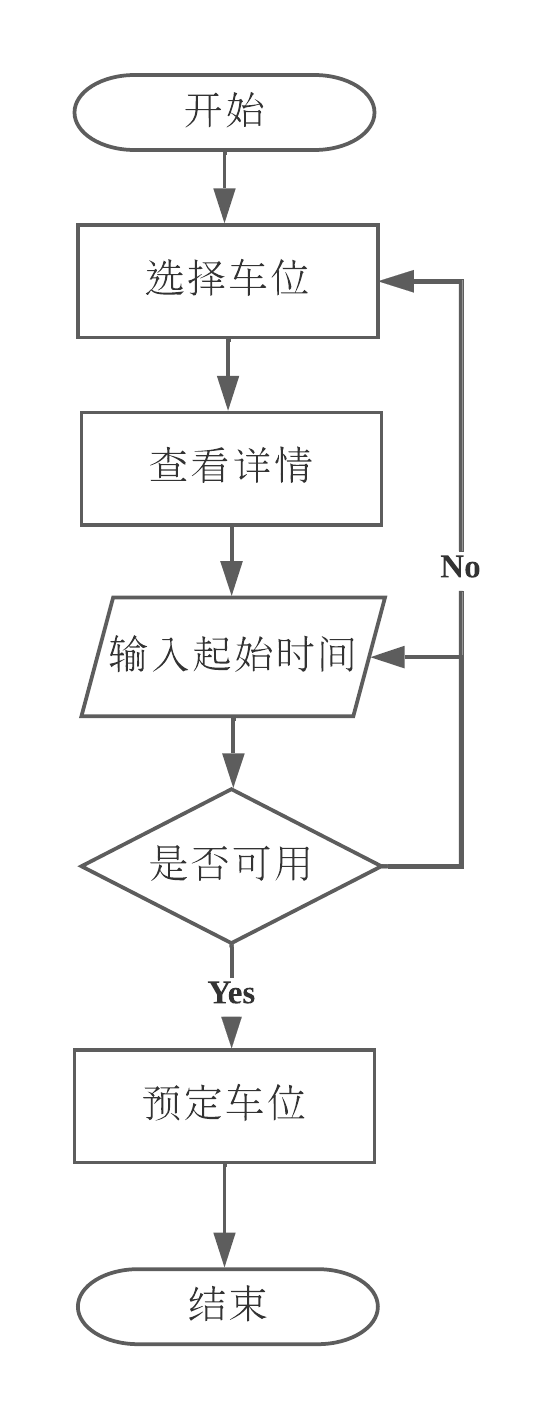 开始
选择车位
查看详情
No
输入起始时间
是否可用
Yes
预定车位
结束